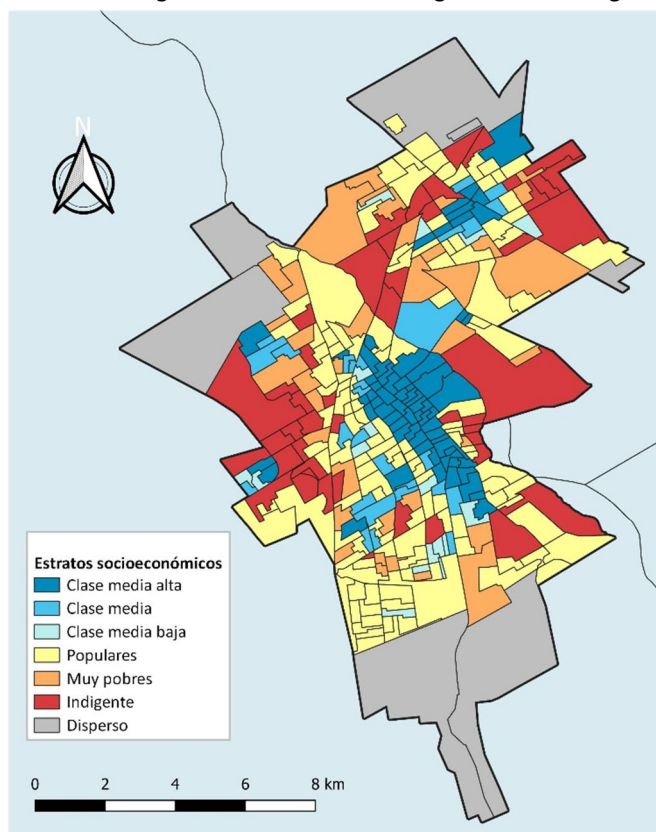 N
Estratos socioeconómicos
Clase media alta
Clase media
Clase media baja
Populares
Muy pobres
Indigente
Disperso
0 2 4 6 8 km